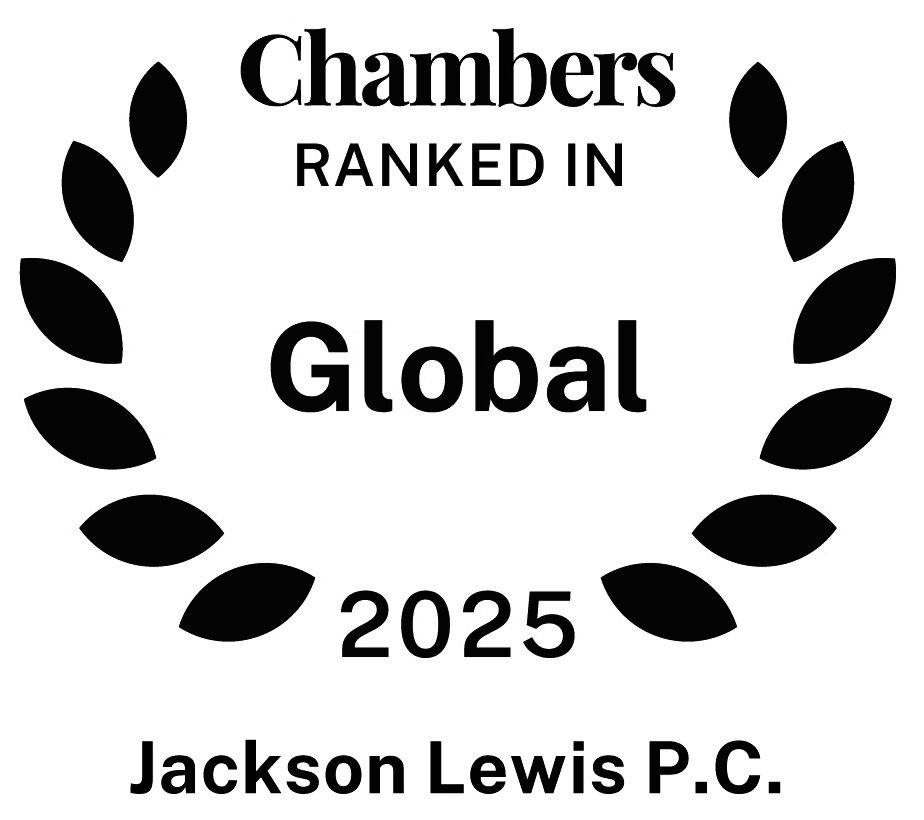 Chambers
RANKED IN
Global
2025
Jackson Lewis P.C.